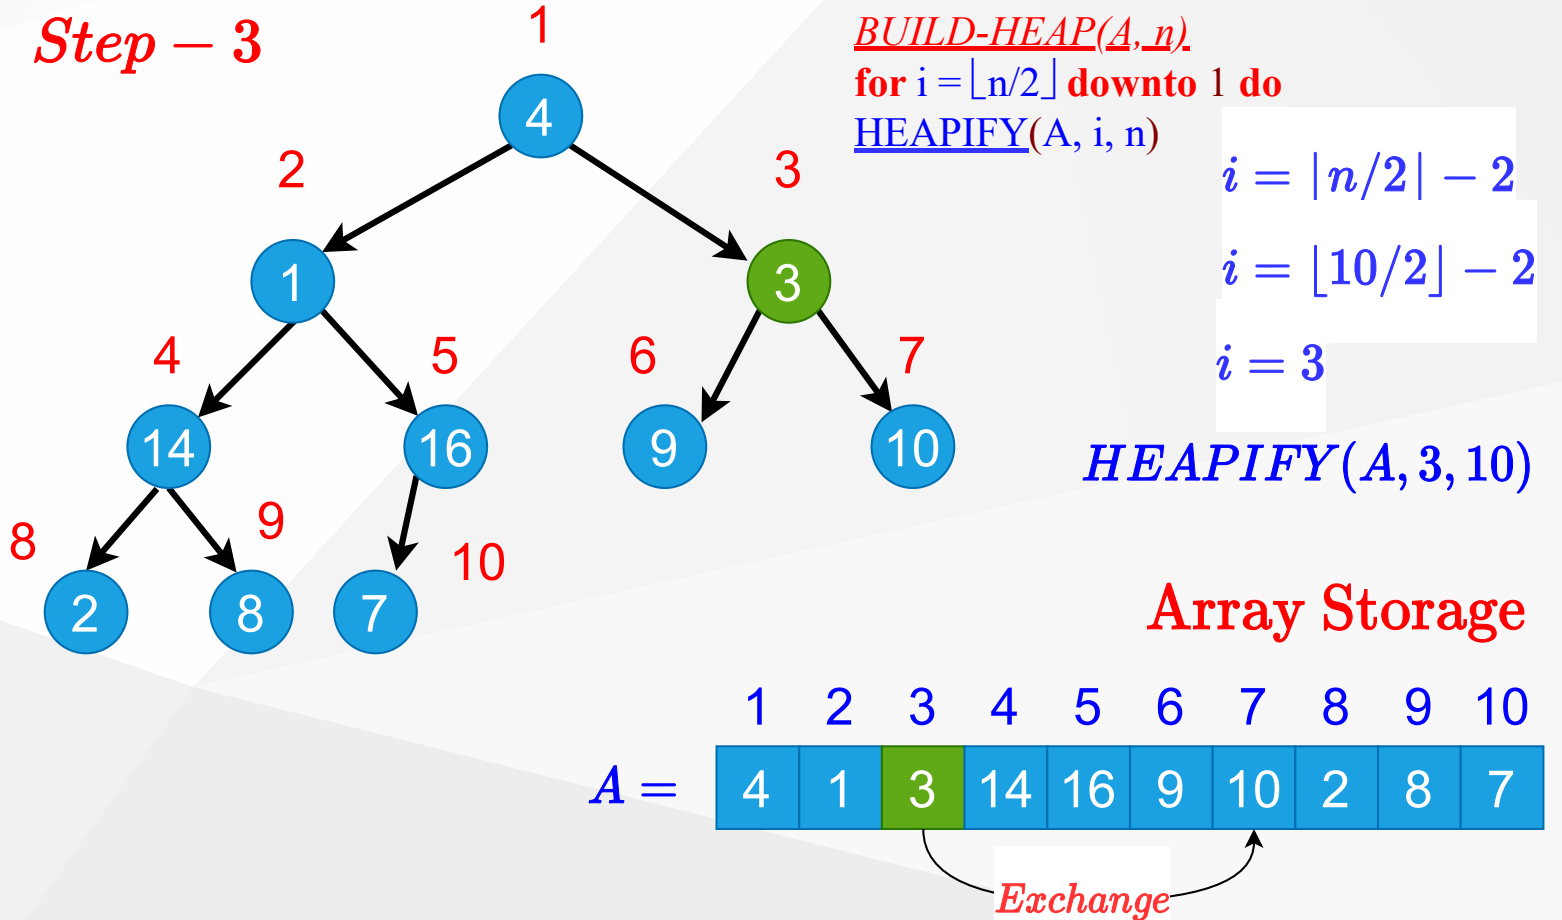 Step – 3
BUILD-HEAP(A, n)
for i = ⌊n/2⌋ downto 1 do
HEAPIFY(A, i, n)
i = |n/2| − 2
i = ⌊10/2⌋ − 2
i = 3
HEAPIFY(A, 3, 10)
1
4
2 3
1 3
4 5 6 7
14 16 9 10
8 9 10
2 8 7
Array Storage
1 2 3 4 5 6 7 8 9 10
A = 4 1 3 14 16 9 10 2 8 7
Exchange